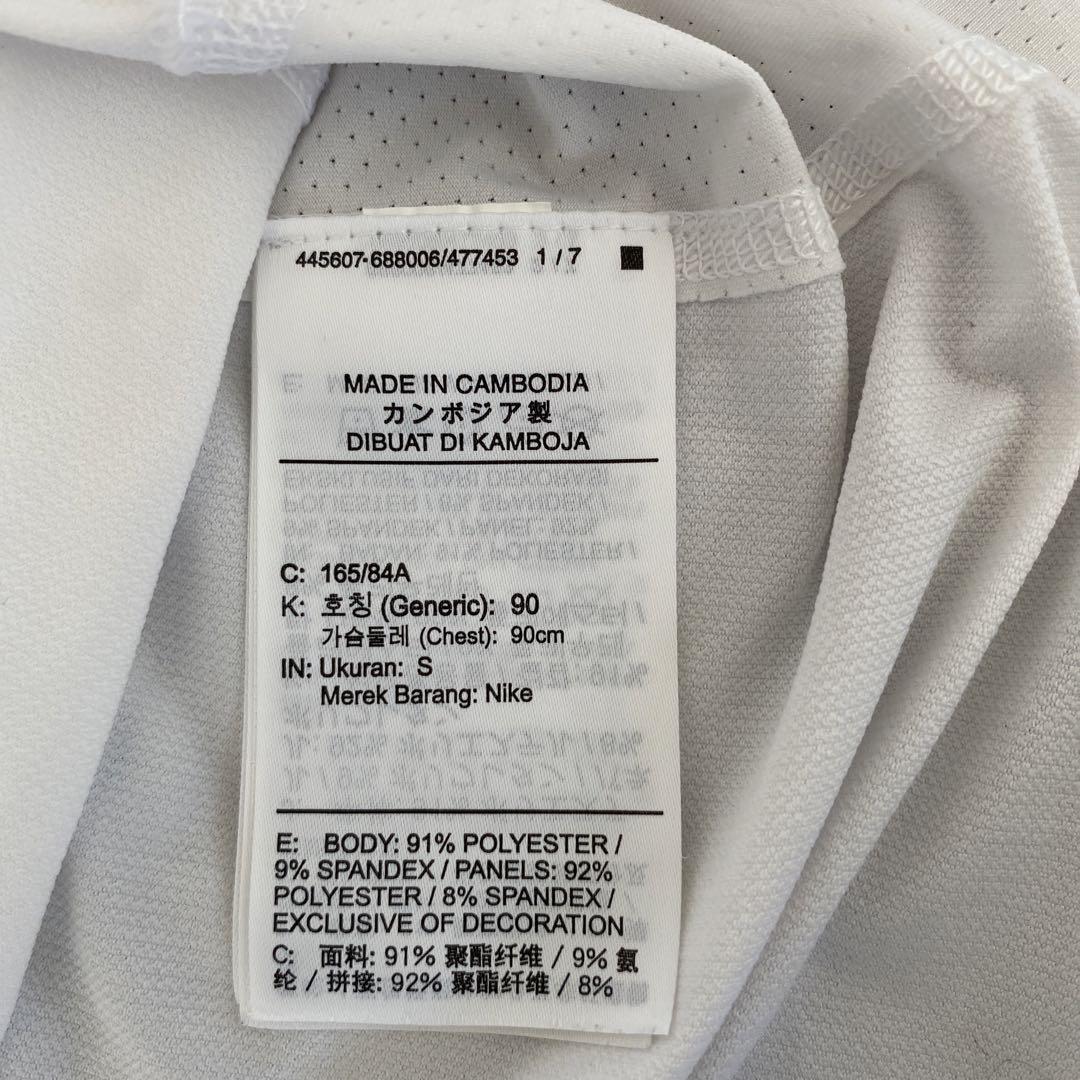 445607-688006/477453 1 / 7
MADE IN CAMBODIA
カンボジア製
DIBUAT DI KAMBOJA
C: 165/84A
K: 호칭 (Generic): 90
가슴둘레 (Chest): 90cm
IN: Ukuran: S
Merek Barang: Nike
E: BODY: 91% POLYESTER /
9% SPANDEX / PANELS: 92%
POLYESTER / 8% SPANDEX /
EXCLUSIVE OF DECORATION
C: 面料: 91% 聚酯纤维 / 9% 氨
纶 / 拼接: 92% 聚酯纤维 / 8%